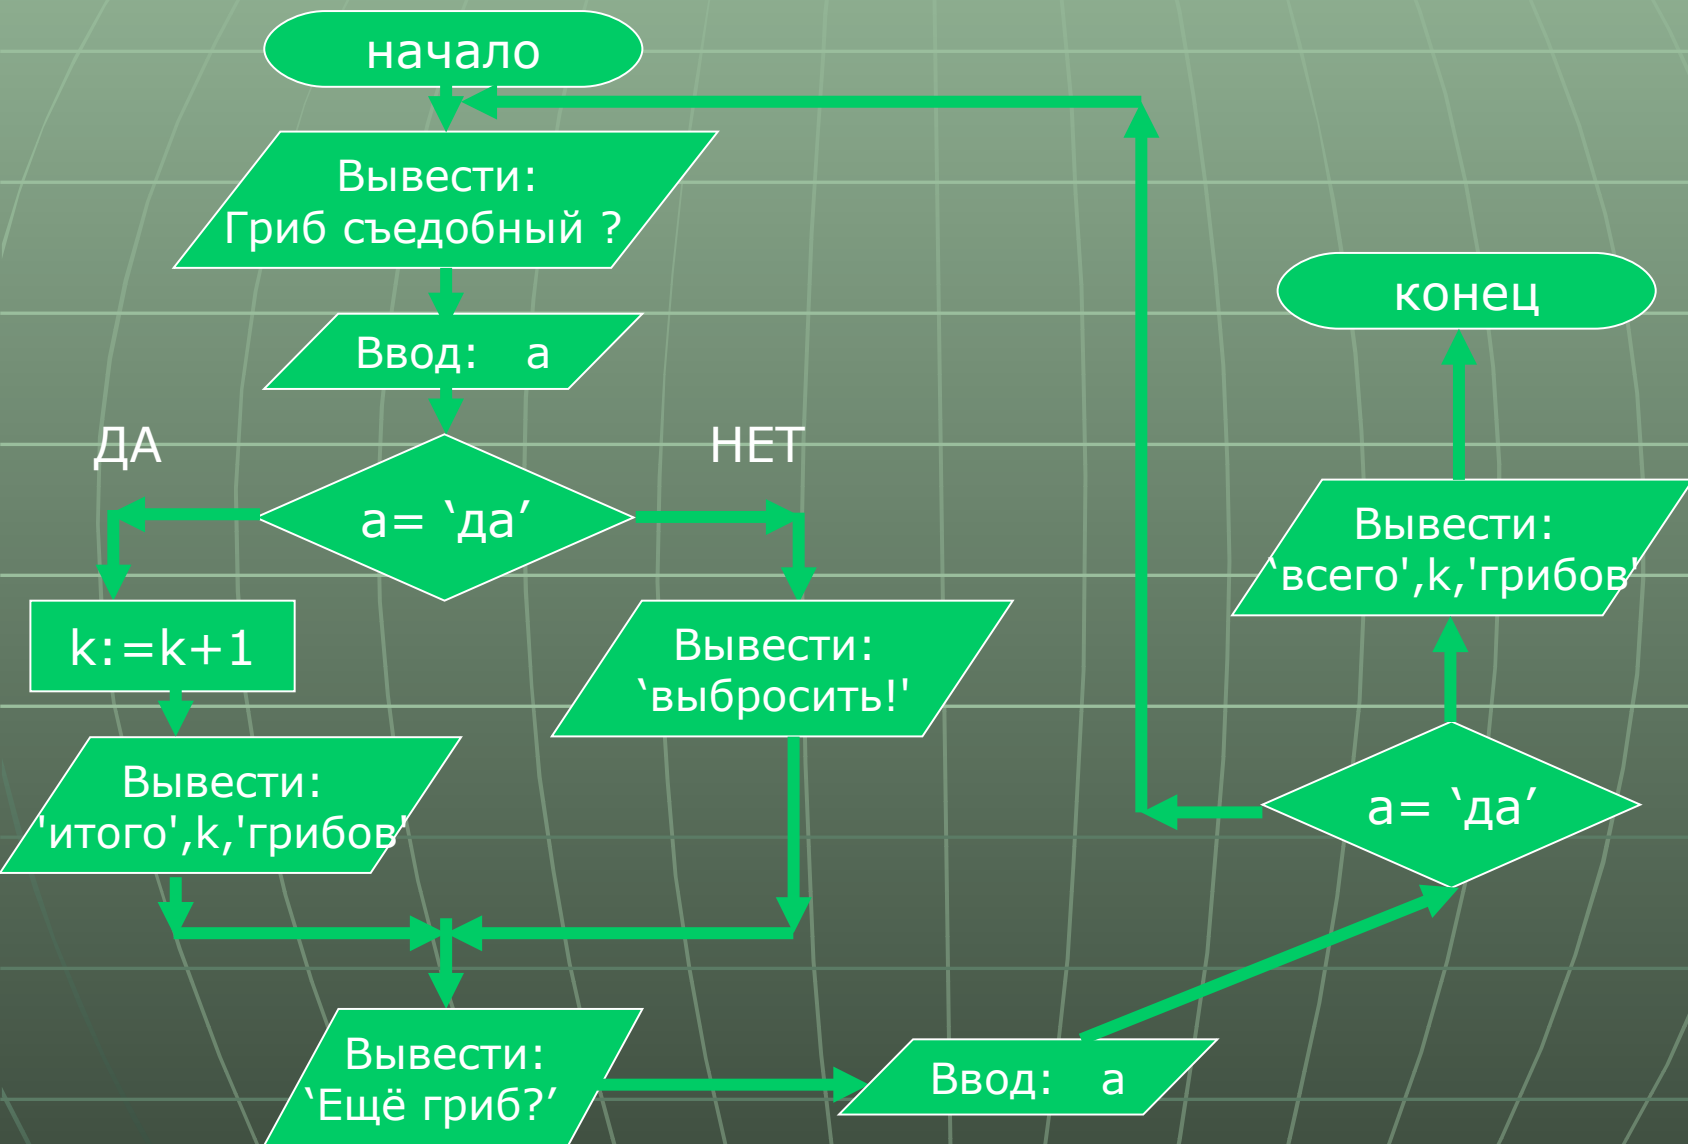 начало
Вывести:
Гриб съедобный ?
Ввод: а
ДА
НЕТ
а= ‘да’
k:=k+1
Вывести:
‘выбросить!'
Вывести:
'итого',k,'грибов'
Вывести:
‘Ещё гриб?’
Ввод: а
а= ‘да’
Вывести:
‘всего',k,'грибов'
конец